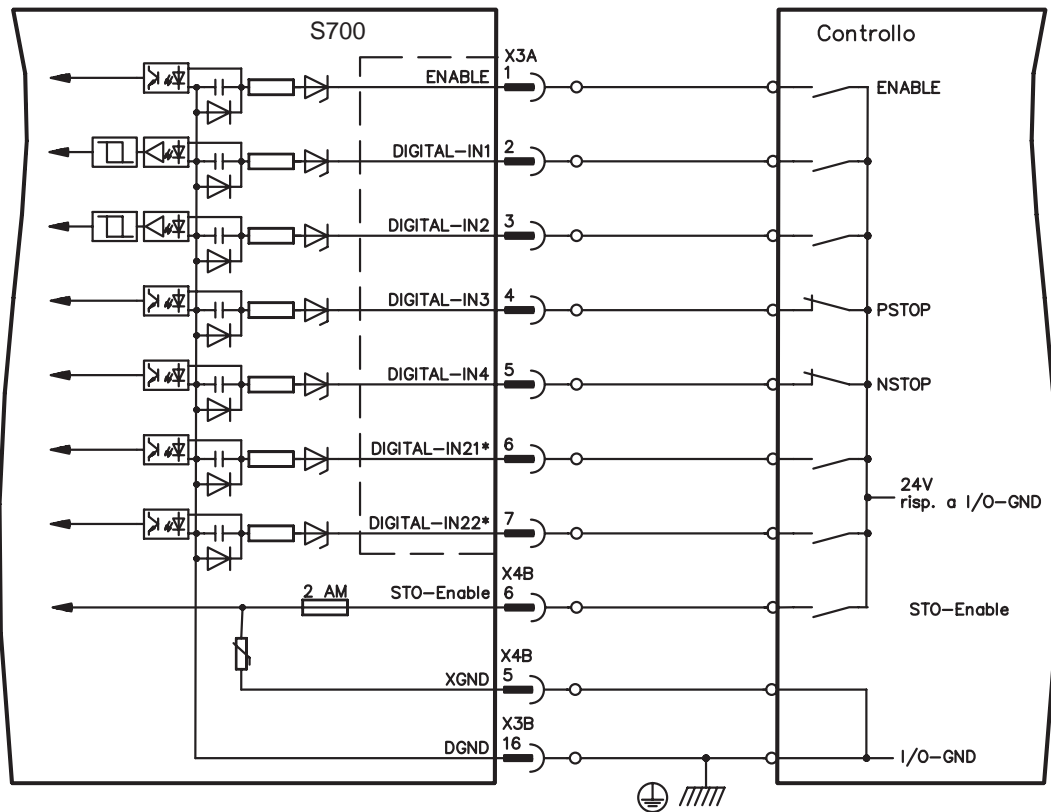 S700
Controllo
X3A
ENABLE 1
ENABLE
DIGITAL-IN1 2
DIGITAL-IN2 3
DIGITAL-IN3 4
PSTOP
DIGITAL-IN4 5
NSTOP
DIGITAL-IN21* 6
24V
risp. a I/O-GND
DIGITAL-IN22* 7
X4B
2 AM STO-Enable 6
STO-Enable
X4B
XGND 5
X3B
DGND 16
I/O-GND